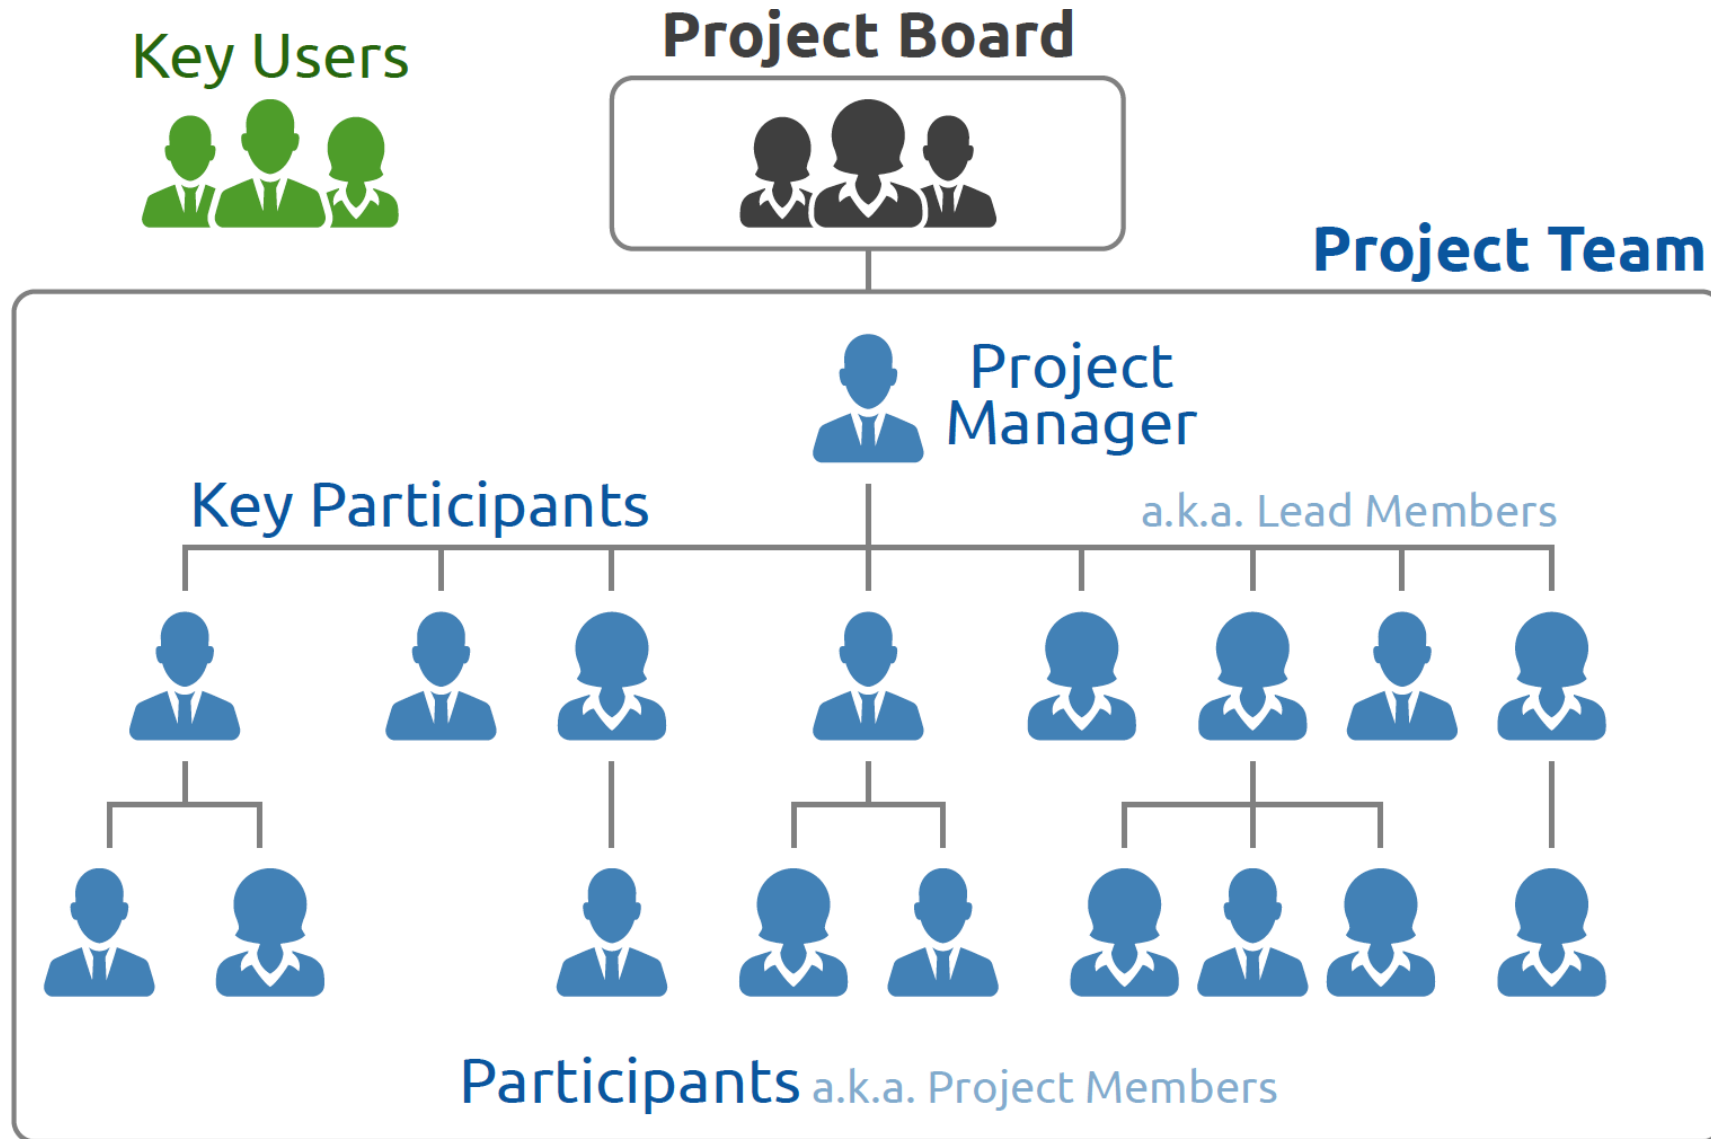 Key Users
Project Board
Project Team
Project
Manager
Key Participants
a.k.a. Lead Members
Participants a.k.a. Project Members